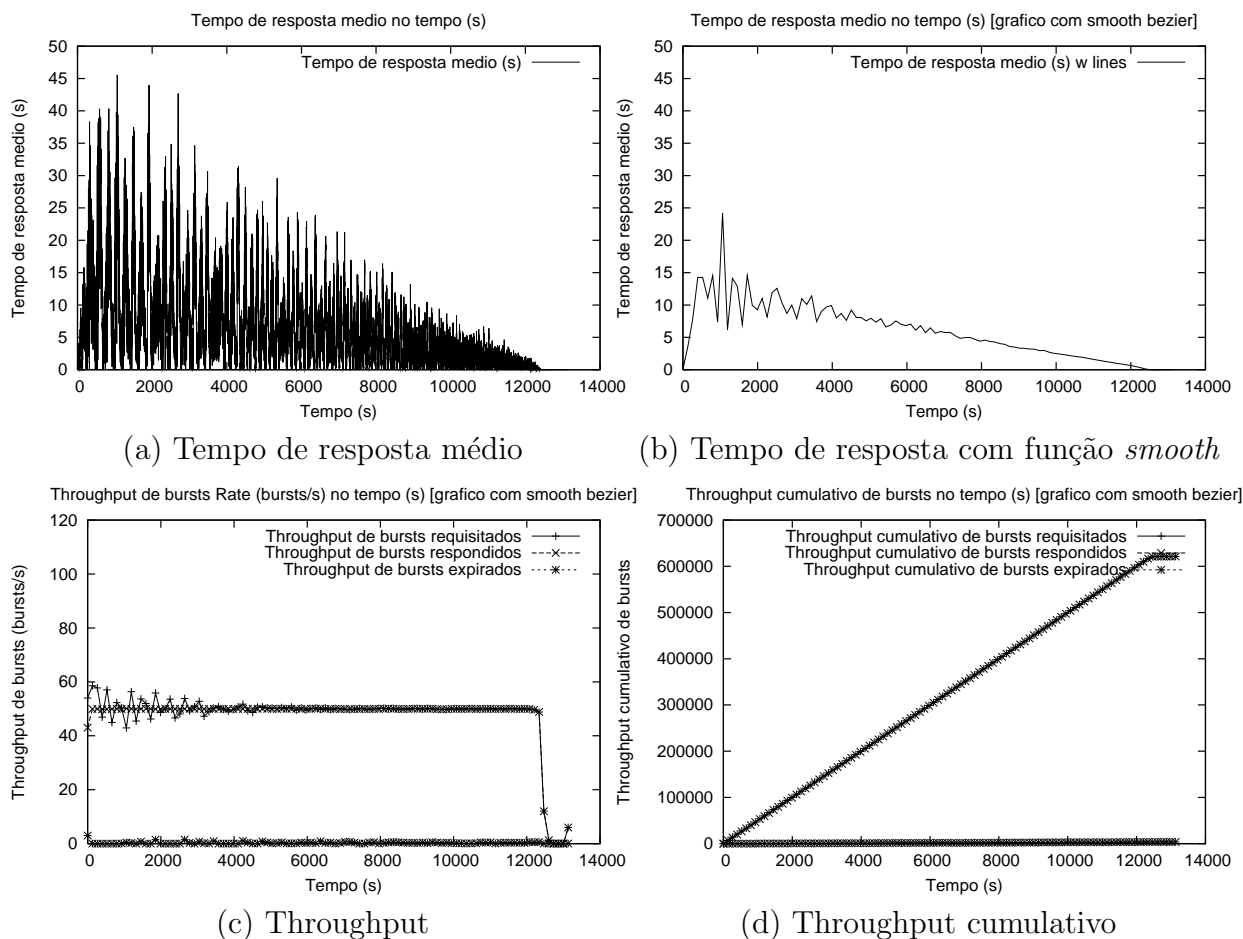 Tempo de resposta medio no tempo (s)
50
45
40
35
30
25
20
15
10
5
0
Tempo de resposta medio (s)
Tempo de resposta medio (s)
0 2000 4000 6000 8000 10000 12000 14000
Tempo (s)
(a) Tempo de resposta médio
Tempo de resposta medio no tempo (s) [grafico com smooth bezier]
50
45
40
35
30
25
20
15
10
5
0
Tempo de resposta medio (s)
Tempo de resposta medio (s) w lines
0 2000 4000 6000 8000 10000 12000 14000
Tempo (s)
(b) Tempo de resposta com função smooth
Throughput de bursts Rate (bursts/s) no tempo (s) [grafico com smooth bezier]
120
100
80
60
40
20
0
Throughput de bursts (bursts/s)
Throughput de bursts requisitados
Throughput de bursts respondidos
Throughput de bursts expirados
0 2000 4000 6000 8000 10000 12000 14000
Tempo (s)
(c) Throughput
Throughput cumulativo de bursts no tempo (s) [grafico com smooth bezier]
700000
600000
500000
400000
300000
200000
100000
0
Throughput cumulativo de bursts
Throughput cumulativo de bursts requisitados
Throughput cumulativo de bursts respondidos
Throughput cumulativo de bursts expirados
0 2000 4000 6000 8000 10000 12000 14000
Tempo (s)
(d) Throughput cumulativo